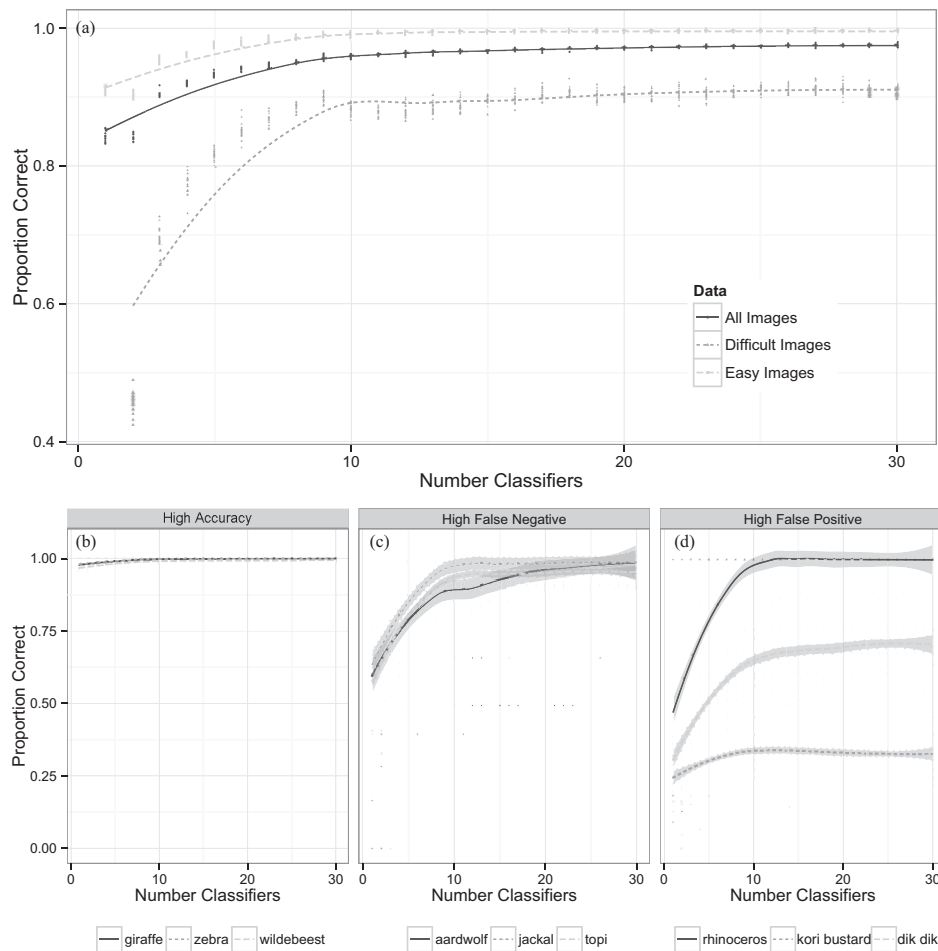 (a)
1.0
0.8
0.6
0.4
Proportion Correct
0
10
20
30
Number Classifiers
Data
All Images
Difficult Images
Easy Images
High Accuracy
High False Negative
High False Positive
(b)
(c)
(d)
1.00
0.75
0.50
0.25
0.00
Proportion Correct
0 10 20 30
0 10 20 30
0 10 20 30
Number Classifiers
Number Classifiers
Number Classifiers
giraffe zebra wildebeest
aardwolf jackal topi
rhinoceros kori bustard dik dik